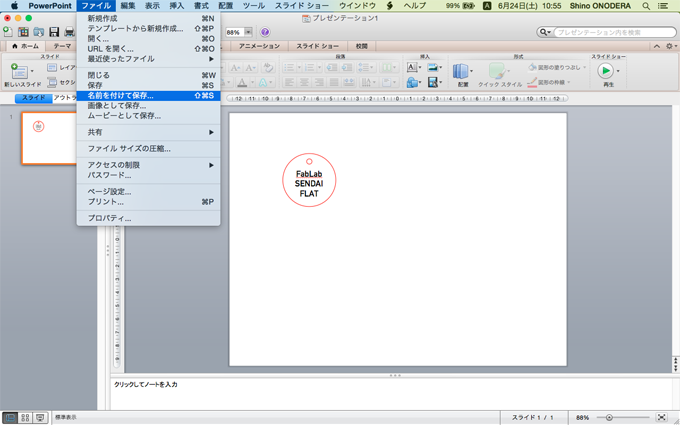 PowerPoint ファイル 編集 表示 挿入 書式 配置 ツール スライド ショー ウインドウ ヘルプ 99% A 6月24日(土) 10:55 Shino ONODERA
プレゼンテーション1
88%
プレゼンテーション内を検索
ホーム テーマ アニメーション スライド ショー 校閲
スライド 段落 挿入 図形 スライド ショー
新しいスライド
レイアウ
セクシ
配置
クイック スタイル
図形の塗りつぶし
図形の枠線
再生
新規作成 ⌘N
テンプレートから新規作成... ⇧⌘P
開く... ⌘O
URL を開く... ⇧⌘O
最近使ったファイル ▶
閉じる ⌘W
保存 ⌘S
名前を付けて保存... ⇧⌘S
画像として保存...
ムービーとして保存...
共有 ▶
ファイル サイズの圧縮...
アクセスの制限 ▶
パスワード...
ページ設定...
プリント... ⌘P
プロパティ...
スライド アウトラ
1
FabLab
SENDAI
FLAT
クリックしてノートを入力
標準表示
スライド 1 / 1
88%